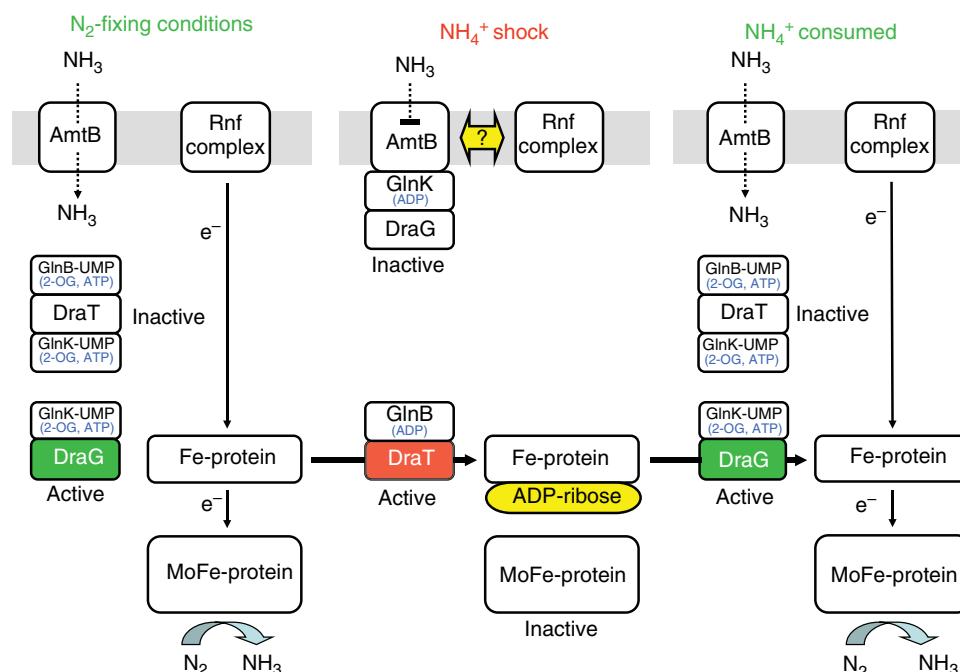 N₂-fixing conditions
NH₃
AmtB
Rnf
complex
NH₃
e⁻
GlnB-UMP
(2-OG, ATP)
DraT
Inactive
GlnK-UMP
(2-OG, ATP)
GlnK-UMP
(2-OG, ATP)
DraG
Active
Fe-protein
e⁻
MoFe-protein
N₂
NH₃
NH₄⁺ shock
NH₃
AmtB
?
Rnf
complex
GlnK
(ADP)
DraG
Inactive
GlnB
(ADP)
DraT
Active
Fe-protein
ADP-ribose
MoFe-protein
Inactive
NH₄⁺ consumed
NH₃
AmtB
Rnf
complex
NH₃
e⁻
GlnB-UMP
(2-OG, ATP)
DraT
Inactive
GlnK-UMP
(2-OG, ATP)
GlnK-UMP
(2-OG, ATP)
DraG
Active
Fe-protein
e⁻
MoFe-protein
N₂
NH₃